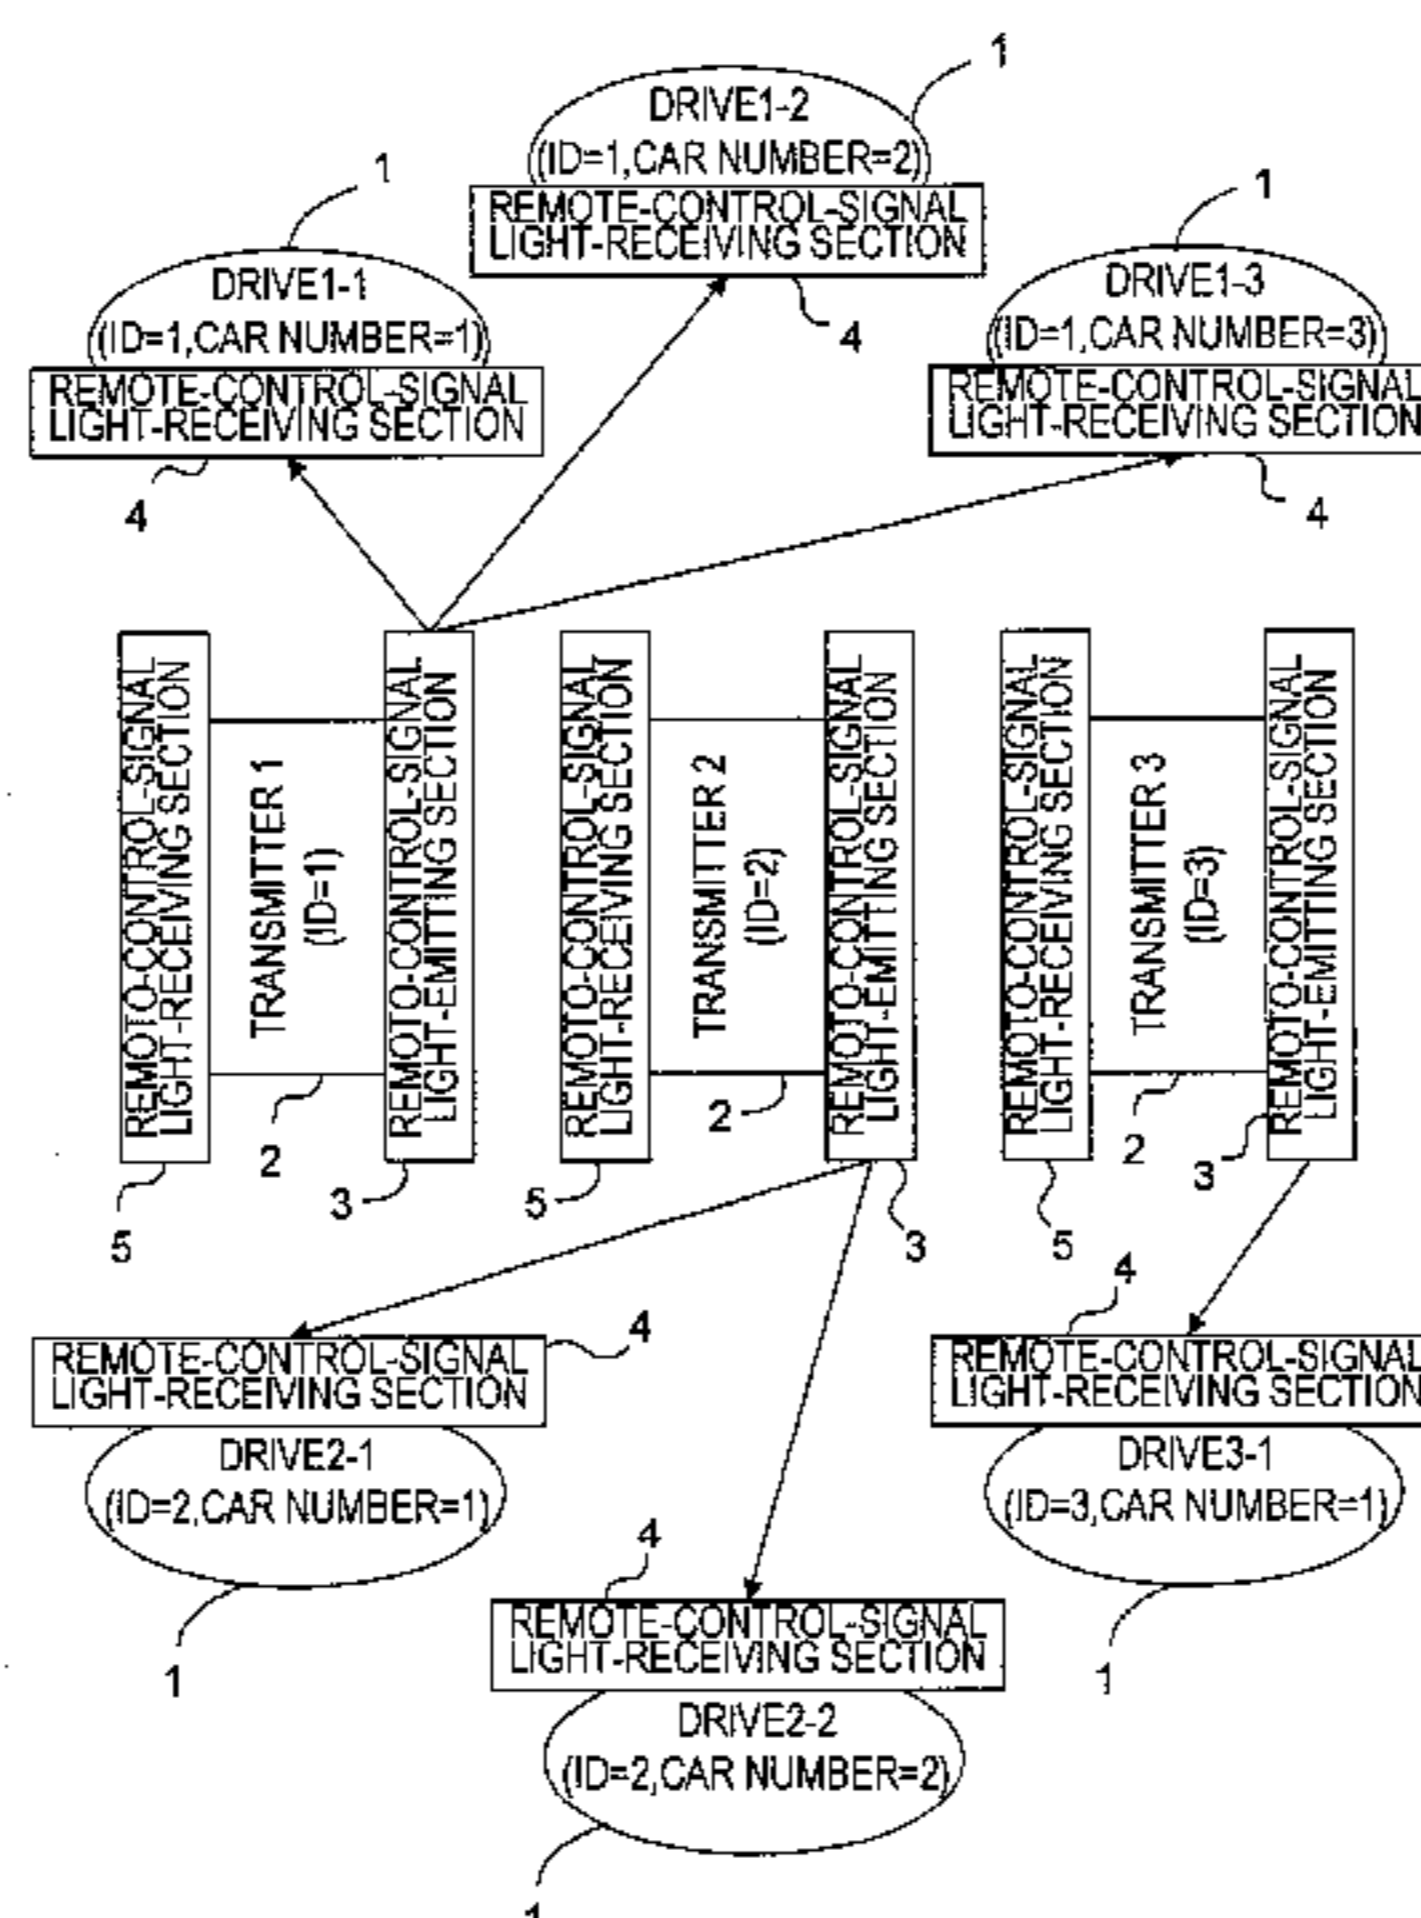 1
DRIVE1-2
(ID=1,CAR NUMBER=2)
REMOTE-CONTROL-SIGNAL
LIGHT-RECEIVING SECTION
4
1
DRIVE1-1
(ID=1,CAR NUMBER=1)
REMOTE-CONTROL-SIGNAL
LIGHT-RECEIVING SECTION
4
1
DRIVE1-3
(ID=1,CAR NUMBER=3)
REMOTE-CONTROL-SIGNAL
LIGHT-RECEIVING SECTION
4
REMOTO-CONTROL-SIGNAL
LIGHT-RECEIVING SECTION
5
TRANSMITTER 1
(ID=1)
2
REMOTO-CONTROL-SIGNAL
LIGHT-EMITTING SECTION
3
REMOTO-CONTROL-SIGNAL
LIGHT-RECEIVING SECTION
5
TRANSMITTER 2
(ID=2)
2
REMOTO-CONTROL-SIGNAL
LIGHT-EMITTING SECTION
3
REMOTO-CONTROL-SIGNAL
LIGHT-RECEIVING SECTION
5
TRANSMITTER 3
(ID=3)
2
REMOTO-CONTROL-SIGNAL
LIGHT-EMITTING SECTION
3
4
REMOTE-CONTROL-SIGNAL
LIGHT-RECEIVING SECTION
DRIVE2-1
(ID=2,CAR NUMBER=1)
1
4
REMOTE-CONTROL-SIGNAL
LIGHT-RECEIVING SECTION
DRIVE3-1
(ID=3,CAR NUMBER=1)
1
4
REMOTE-CONTROL-SIGNAL
LIGHT-RECEIVING SECTION
DRIVE2-2
(ID=2,CAR NUMBER=2)
1